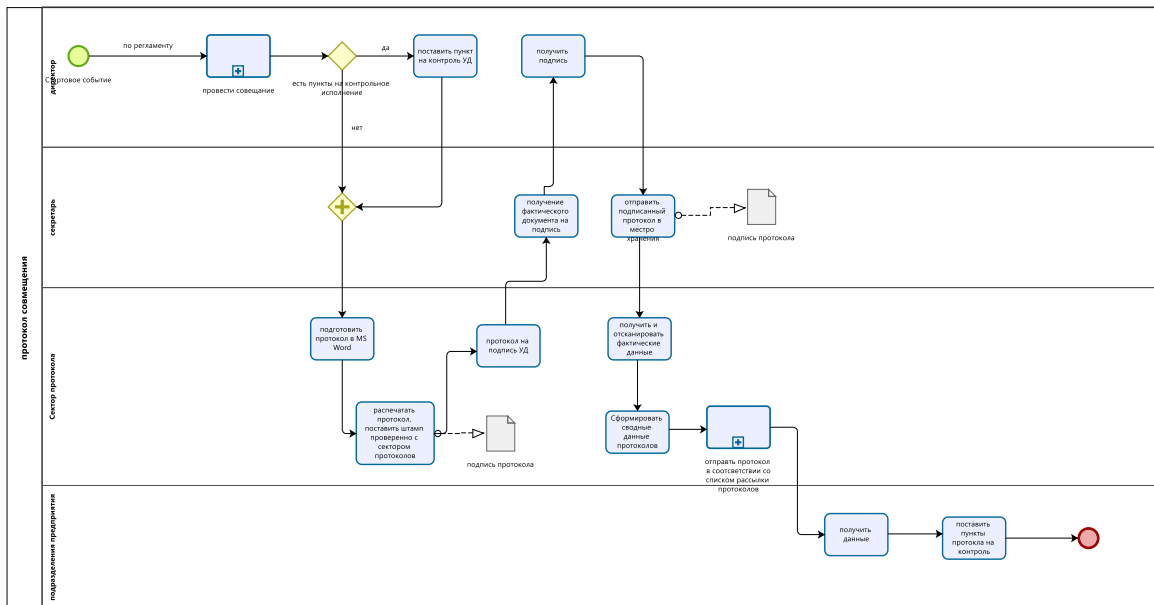 протокол совмещения
директор
Стартовое событие
по регламенту
провести совещание
есть пункты на контрольное
исполнение
да
нет
поставить пункт
на контроль УД
получить
подпись
секретарь
получение
фактического
документа на
подпись
отправить
подписанный
протокол в
местро
хранения
подпись протокола
Сектор протокола
подготовить
протокол в MS
Word
распечатать
протокол,
поставить штамп
проверенно с
сектором
протоколов
подпись протокола
протокол на
подпись УД
получить и
отсканировать
фактические
данные
Сформировать
сводные
данные
протоколов
отправть протокол
в соотсветствии со
списком рассылки
протоколов
подразделения предприятия
получить
данные
поставить
пункты
протокла на
контроль